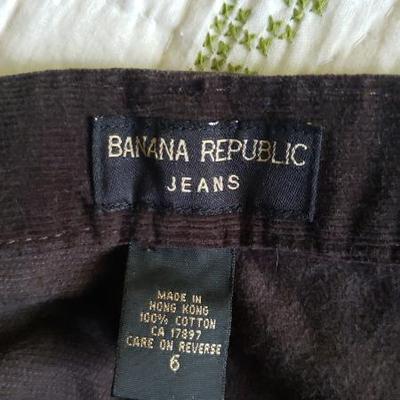 BANANA REPUBLIC
JEANS
MADE IN
HONG KONG
100% COTTON
CA 17897
CARE ON REVERSE
6